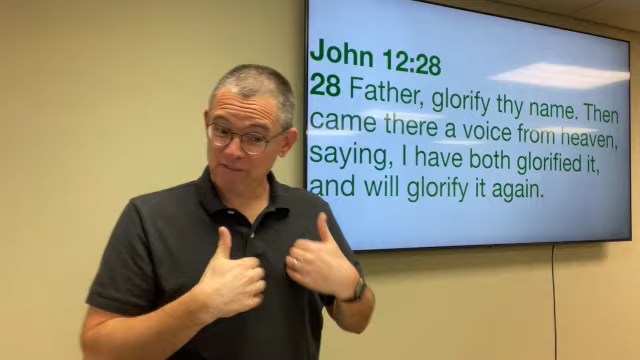 John 12:28
28 Father, glorify thy name. Then
came there a voice from heaven,
saying, I have both glorified it,
and will glorify it again.